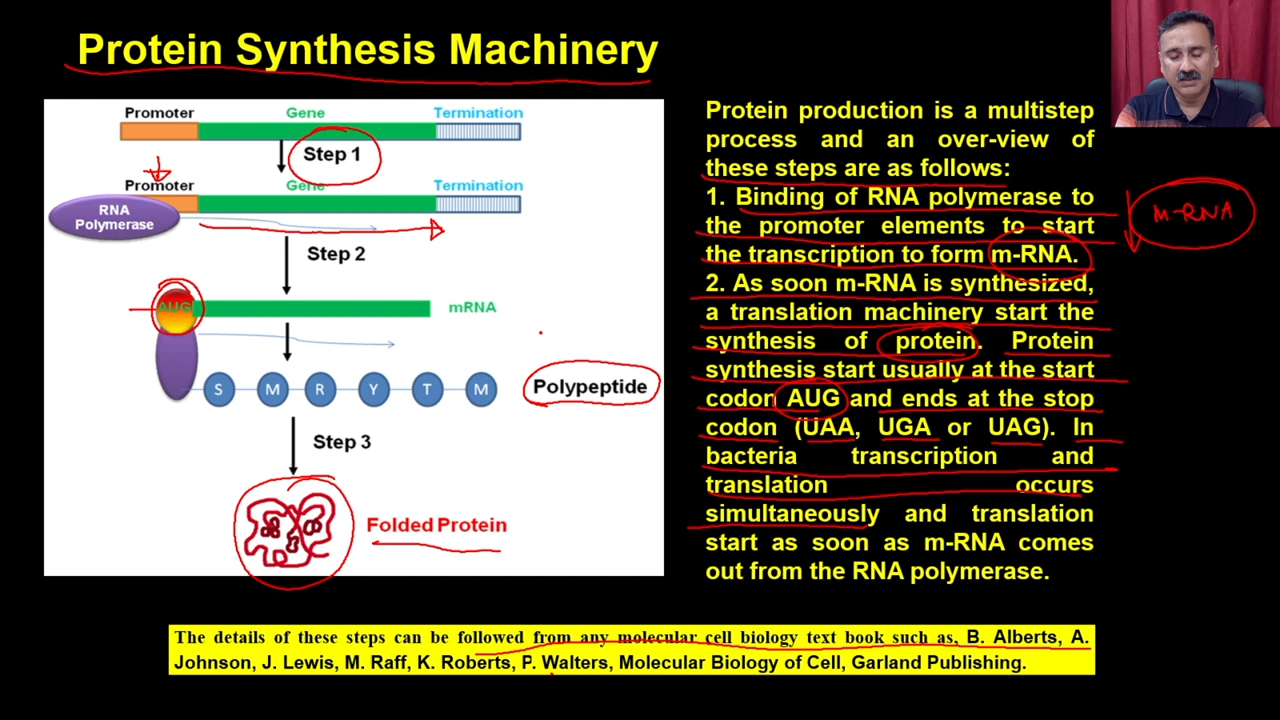 Protein Synthesis Machinery
Promoter Gene Termination
Step 1
Promoter Gene Termination
RNA
Polymerase
Step 2
AUG mRNA
S M R Y T M Polypeptide
Step 3
Folded Protein
Protein production is a multistep
process and an over-view of
these steps are as follows:
1. Binding of RNA polymerase to
the promoter elements to start
the transcription to form m-RNA.
2. As soon m-RNA is synthesized,
a translation machinery start the
synthesis of protein. Protein
synthesis start usually at the start
codon AUG and ends at the stop
codon (UAA, UGA or UAG). In
bacteria transcription and
translation occurs
simultaneously and translation
start as soon as m-RNA comes
out from the RNA polymerase.
M-RNA
The details of these steps can be followed from any molecular cell biology text book such as, B. Alberts, A.
Johnson, J. Lewis, M. Raff, K. Roberts, P. Walters, Molecular Biology of Cell, Garland Publishing.